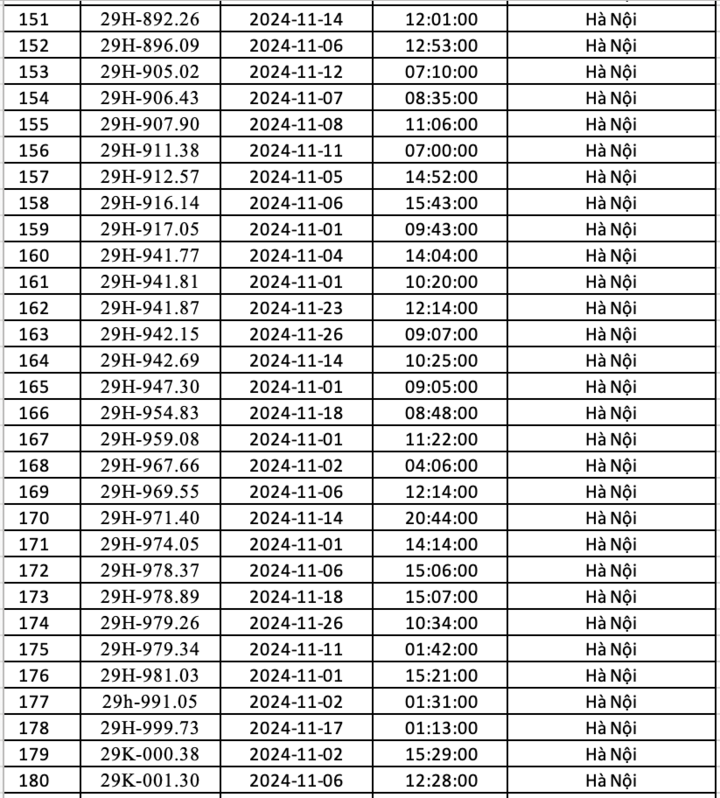 151 29H-892.26 2024-11-14 12:01:00 Hà Nội
152 29H-896.09 2024-11-06 12:53:00 Hà Nội
153 29H-905.02 2024-11-12 07:10:00 Hà Nội
154 29H-906.43 2024-11-07 08:35:00 Hà Nội
155 29H-907.90 2024-11-08 11:06:00 Hà Nội
156 29H-911.38 2024-11-11 07:00:00 Hà Nội
157 29H-912.57 2024-11-05 14:52:00 Hà Nội
158 29H-916.14 2024-11-06 15:43:00 Hà Nội
159 29H-917.05 2024-11-01 09:43:00 Hà Nội
160 29H-941.77 2024-11-04 14:04:00 Hà Nội
161 29H-941.81 2024-11-01 10:20:00 Hà Nội
162 29H-941.87 2024-11-23 12:14:00 Hà Nội
163 29H-942.15 2024-11-26 09:07:00 Hà Nội
164 29H-942.69 2024-11-14 10:25:00 Hà Nội
165 29H-947.30 2024-11-01 09:05:00 Hà Nội
166 29H-954.83 2024-11-18 08:48:00 Hà Nội
167 29H-959.08 2024-11-01 11:22:00 Hà Nội
168 29H-967.66 2024-11-02 04:06:00 Hà Nội
169 29H-969.55 2024-11-06 12:14:00 Hà Nội
170 29H-971.40 2024-11-14 20:44:00 Hà Nội
171 29H-974.05 2024-11-01 14:14:00 Hà Nội
172 29H-978.37 2024-11-06 15:06:00 Hà Nội
173 29H-978.89 2024-11-18 15:07:00 Hà Nội
174 29H-979.26 2024-11-26 10:34:00 Hà Nội
175 29H-979.34 2024-11-11 01:42:00 Hà Nội
176 29H-981.03 2024-11-01 15:21:00 Hà Nội
177 29h-991.05 2024-11-02 01:31:00 Hà Nội
178 29H-999.73 2024-11-17 01:13:00 Hà Nội
179 29K-000.38 2024-11-02 15:29:00 Hà Nội
180 29K-001.30 2024-11-06 12:28:00 Hà Nội